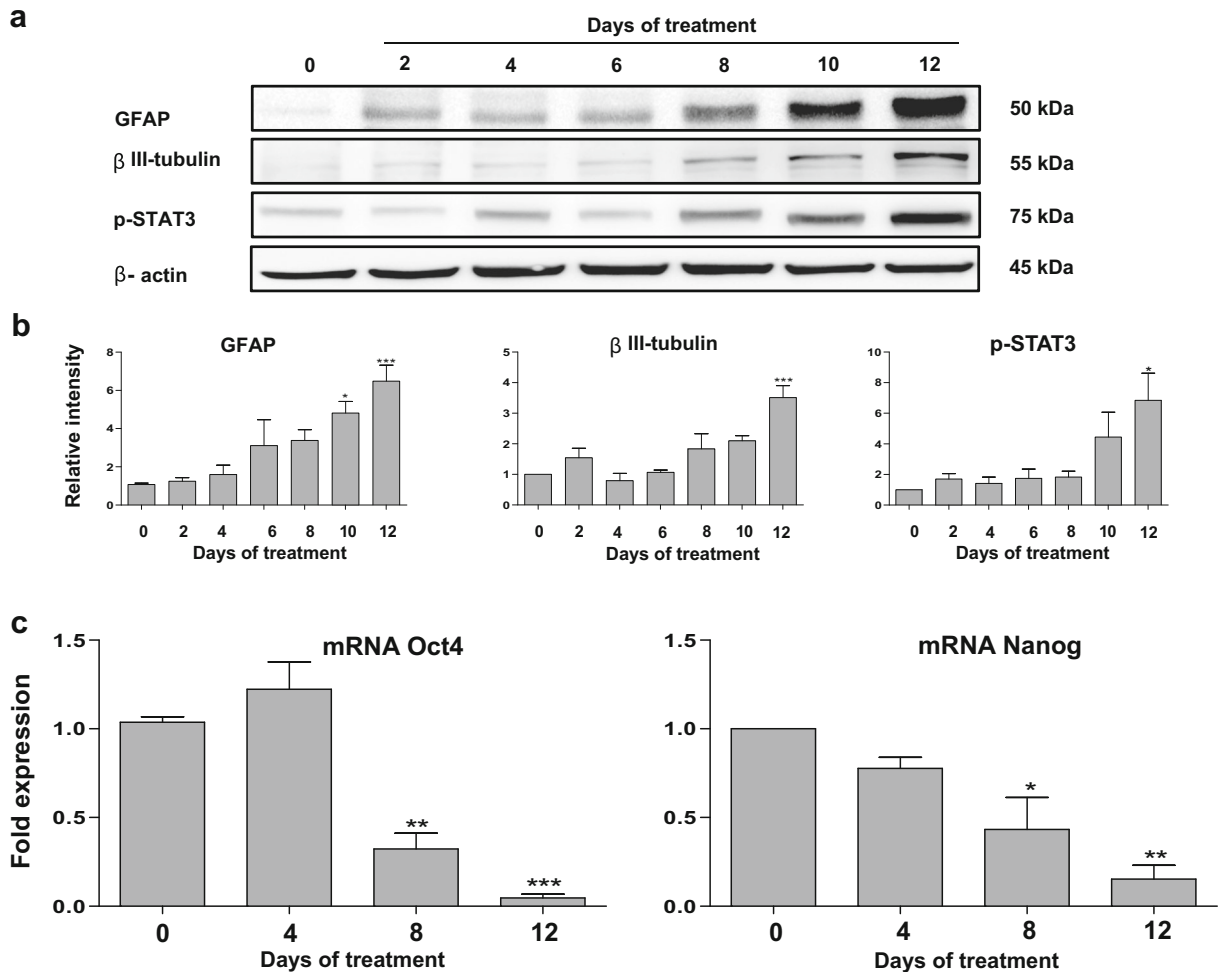 a
Days of treatment
0 2 4 6 8 10 12
GFAP 50 kDa
β III-tubulin 55 kDa
p-STAT3 75 kDa
β- actin 45 kDa
b
GFAP
Relative intensity
8
6
4
2
0 2 4 6 8 10 12
Days of treatment
* ***
β III-tubulin
5
4
3
2
1
0
0 2 4 6 8 10 12
Days of treatment
***
p-STAT3
10
8
6
4
2
0
0 2 4 6 8 10 12
Days of treatment
*
c
mRNA Oct4
Fold expression
1.5
1.0
0.5
0.0
** ***
0 4 8 12
Days of treatment
mRNA Nanog
1.5
1.0
0.5
0.0
* **
0 4 8 12
Days of treatment